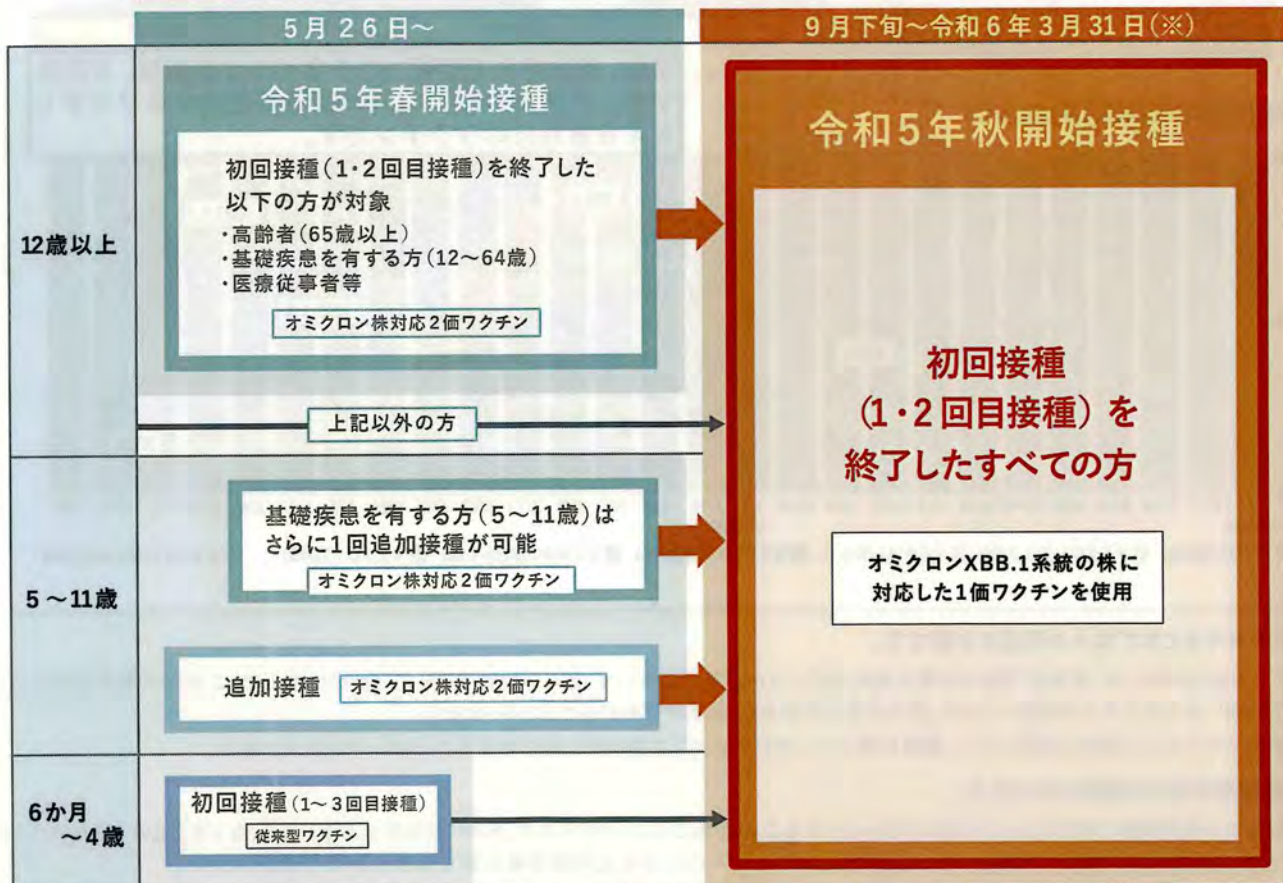 5月26日～
9月下旬～令和6年3月31日(※)
12歳以上
令和5年春開始接種
初回接種(1・2回目接種)を終了した
以下の方が対象
・高齢者(65歳以上)
・基礎疾患を有する方(12～64歳)
・医療従事者等
オミクロン株対応2価ワクチン
上記以外の方
5～11歳
基礎疾患を有する方(5～11歳)は
さらに1回追加接種が可能
オミクロン株対応2価ワクチン
追加接種 オミクロン株対応2価ワクチン
6か月
～4歳
初回接種(1～3回目接種)
従来型ワクチン
令和5年秋開始接種
初回接種
(1・2回目接種)を
終了したすべての方
オミクロンXBB.1系統の株に
対応した1価ワクチンを使用